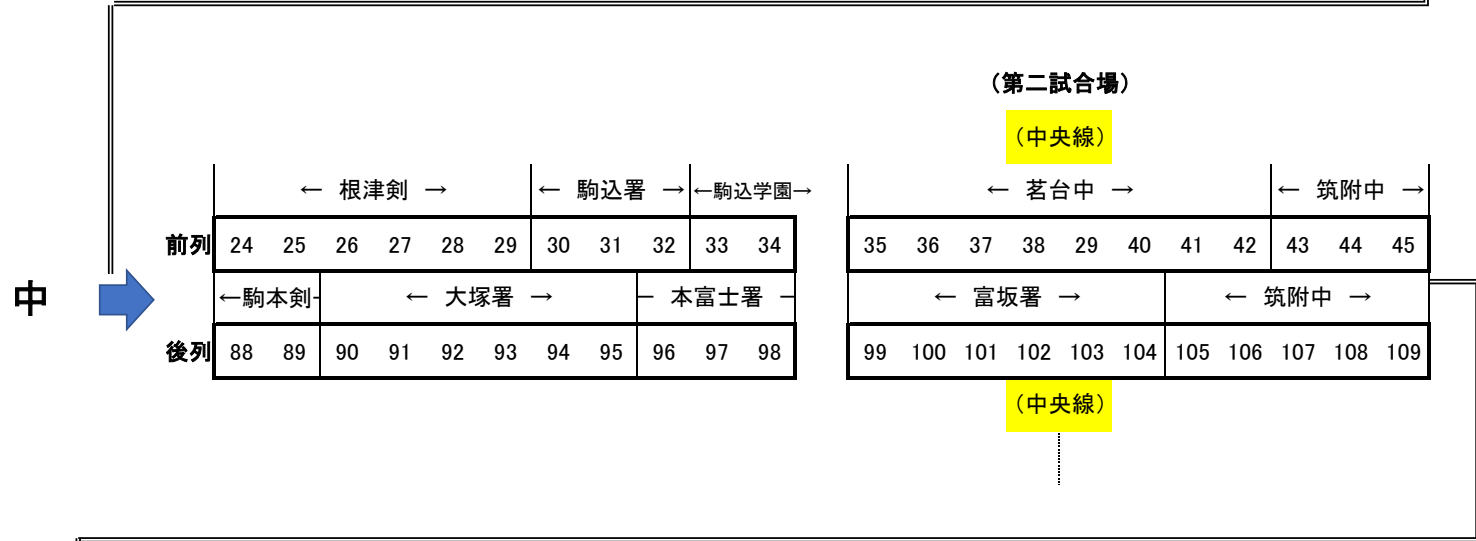 （第二試合場）
（中央線）
← 根津剣 → ← 駒込署 → ←駒込学園→ ← 茗台中 → ← 筑附中 →
前列 24 25 26 27 28 29 30 31 32 33 34 35 36 37 38 29 40 41 42 43 44 45
中 ←駒本剣- ← 大塚署 → － 本富士署 － ← 富坂署 → ← 筑附中 →
後列 88 89 90 91 92 93 94 95 96 97 98 99 100 101 102 103 104 105 106 107 108 109
（中央線）